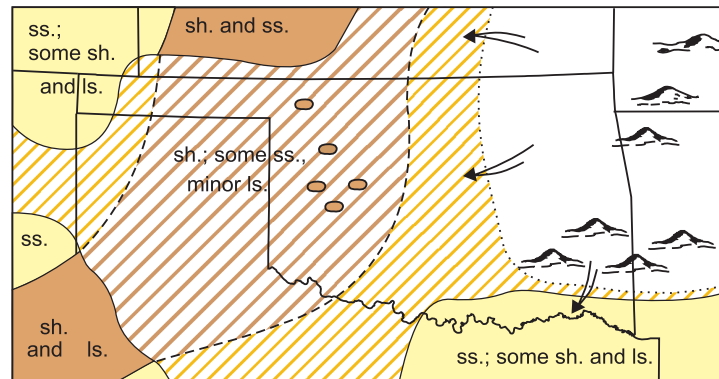 ss.;
some sh.
and ls.
sh. and ss.
sh.; some ss.,
minor ls.
ss.
sh.
and ls.
ss.; some sh. and ls.